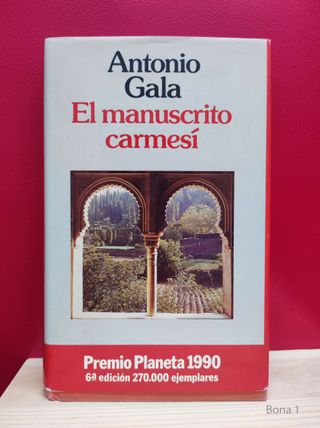 Antonio
Gala
El manuscrito
carmesí
Premio Planeta 1990
6ª edición 270.000 ejemplares
Bona 1